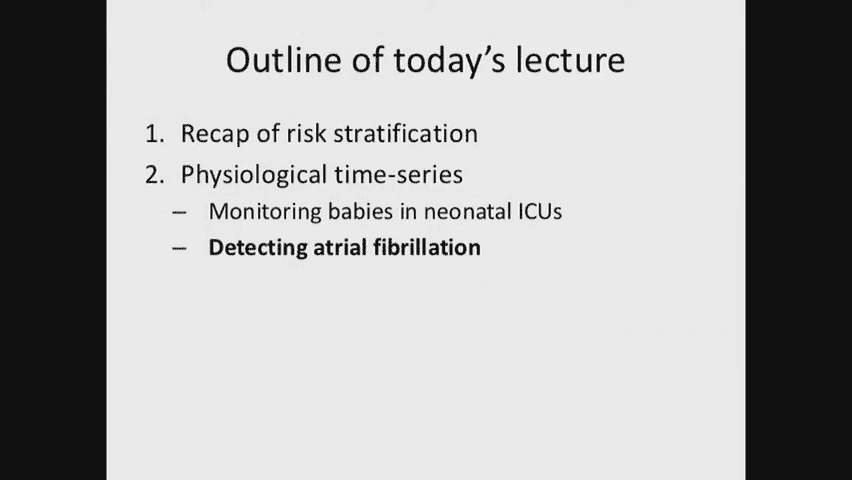 Outline of today's lecture
1. Recap of risk stratification
2. Physiological time-series
– Monitoring babies in neonatal ICUs
– Detecting atrial fibrillation